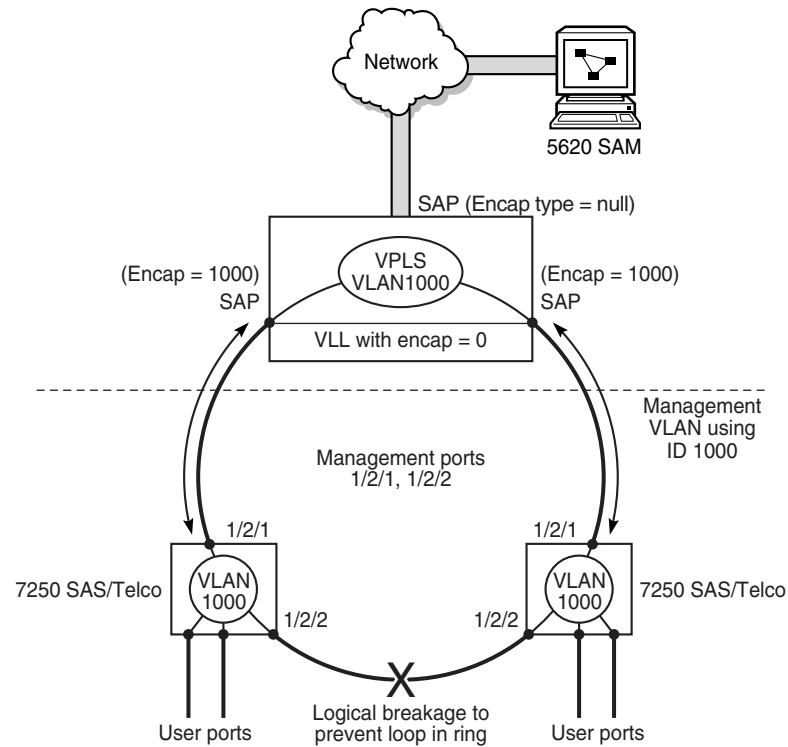 Network
5620 SAM
SAP (Encap type = null)
(Encap = 1000)
SAP
VPLS
VLAN1000
(Encap = 1000)
SAP
VLL with encap = 0
Management
VLAN using
ID 1000
Management ports
1/2/1, 1/2/2
1/2/1
1/2/1
7250 SAS/Telco
VLAN
1000
1/2/2
1/2/2
VLAN
1000
7250 SAS/Telco
X
User ports
Logical breakage to
prevent loop in ring
User ports